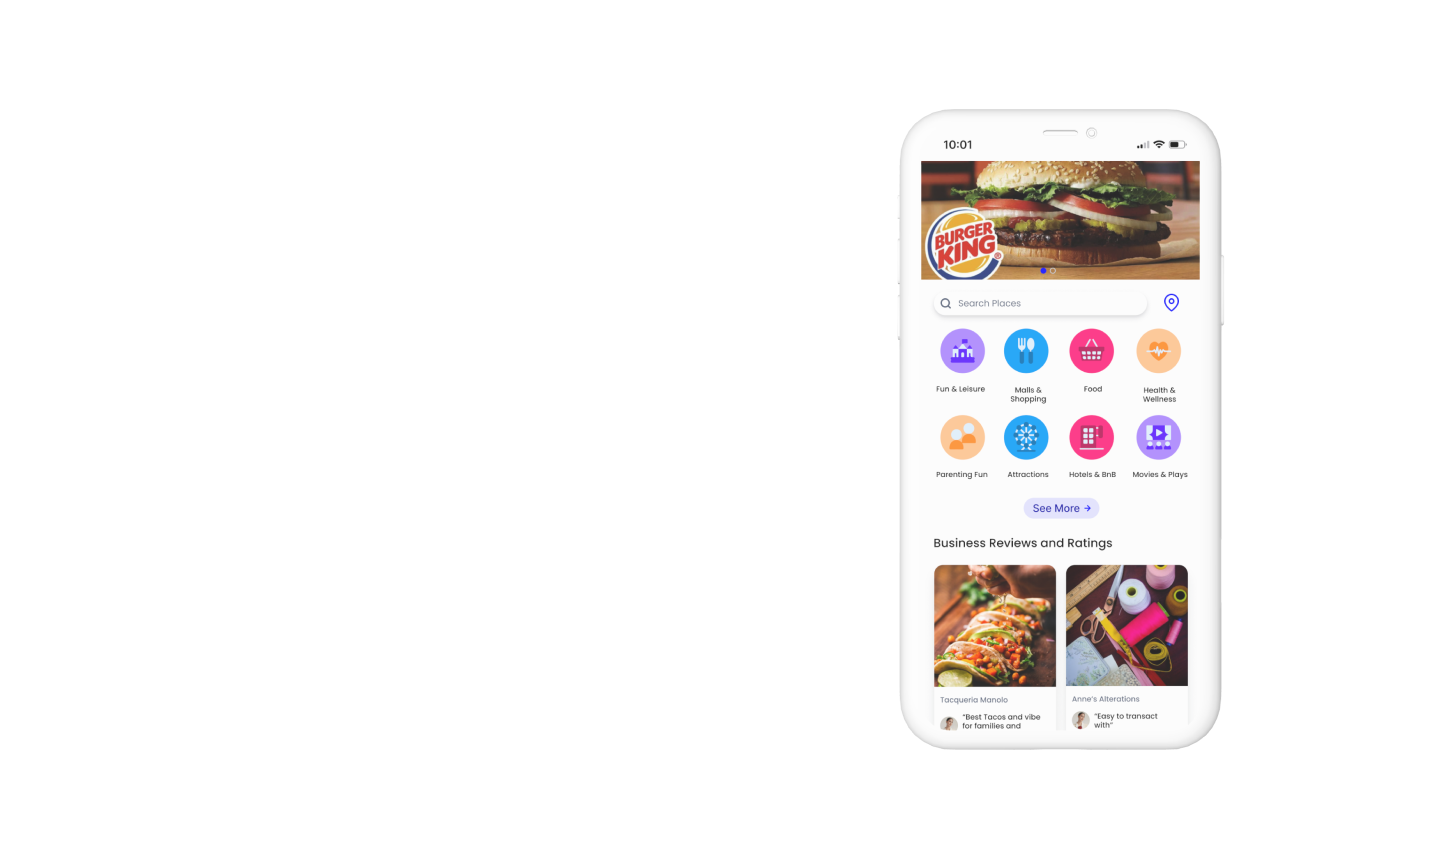 10:01
BURGER
KING
®
Search Places
Fun & Leisure
Malls &
Shopping
Food
Health &
Wellness
Parenting Fun
Attractions
Hotels & BnB
Movies & Plays
See More
Business Reviews and Ratings
Tacqueria Manolo
"Best Tacos and vibe
for families and
Anne's Alterations
"Easy to transact
with"